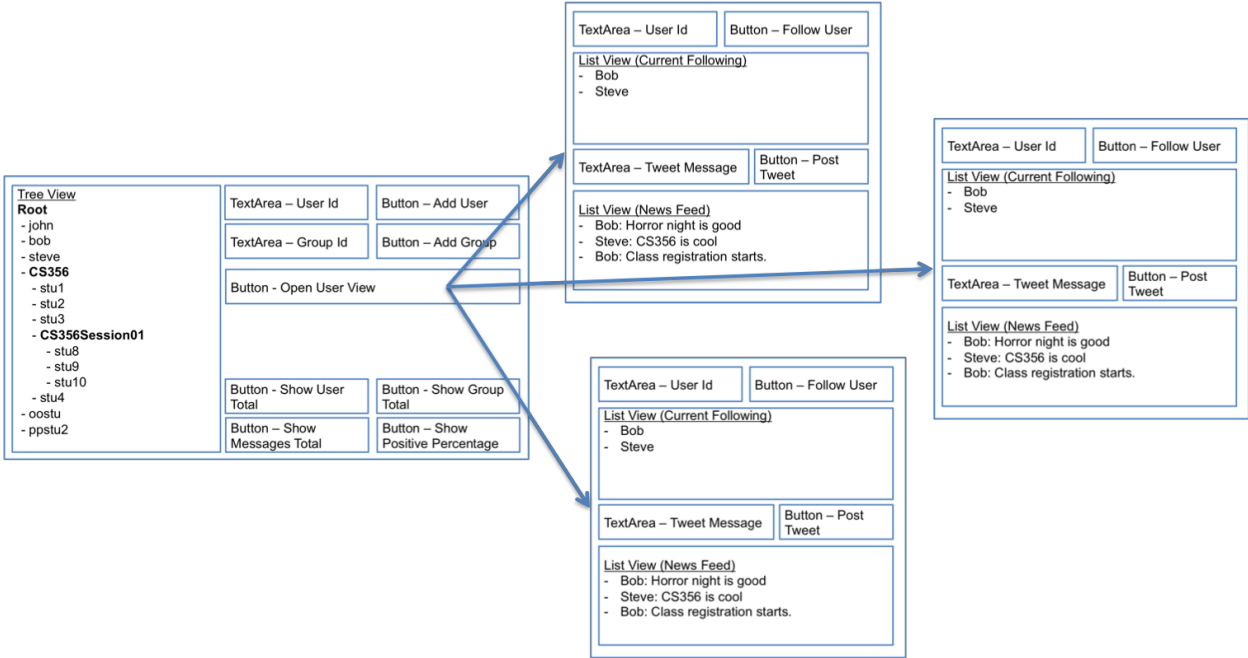 Tree View
Root
- john
- bob
- steve
- CS356
- stu1
- stu2
- stu3
- CS356Session01
- stu8
- stu9
- stu10
- stu4
- oostu
- ppstu2
TextArea – User Id
Button – Add User
TextArea – Group Id
Button – Add Group
Button - Open User View
Button - Show User
Total
Button - Show Group
Total
Button – Show
Messages Total
Button – Show
Positive Percentage
TextArea – User Id
Button – Follow User
List View (Current Following)
- Bob
- Steve
TextArea – Tweet Message
Button – Post
Tweet
List View (News Feed)
- Bob: Horror night is good
- Steve: CS356 is cool
- Bob: Class registration starts.
TextArea – User Id
Button – Follow User
List View (Current Following)
- Bob
- Steve
TextArea – Tweet Message
Button – Post
Tweet
List View (News Feed)
- Bob: Horror night is good
- Steve: CS356 is cool
- Bob: Class registration starts.
TextArea – User Id
Button – Follow User
List View (Current Following)
- Bob
- Steve
TextArea – Tweet Message
Button – Post
Tweet
List View (News Feed)
- Bob: Horror night is good
- Steve: CS356 is cool
- Bob: Class registration starts.